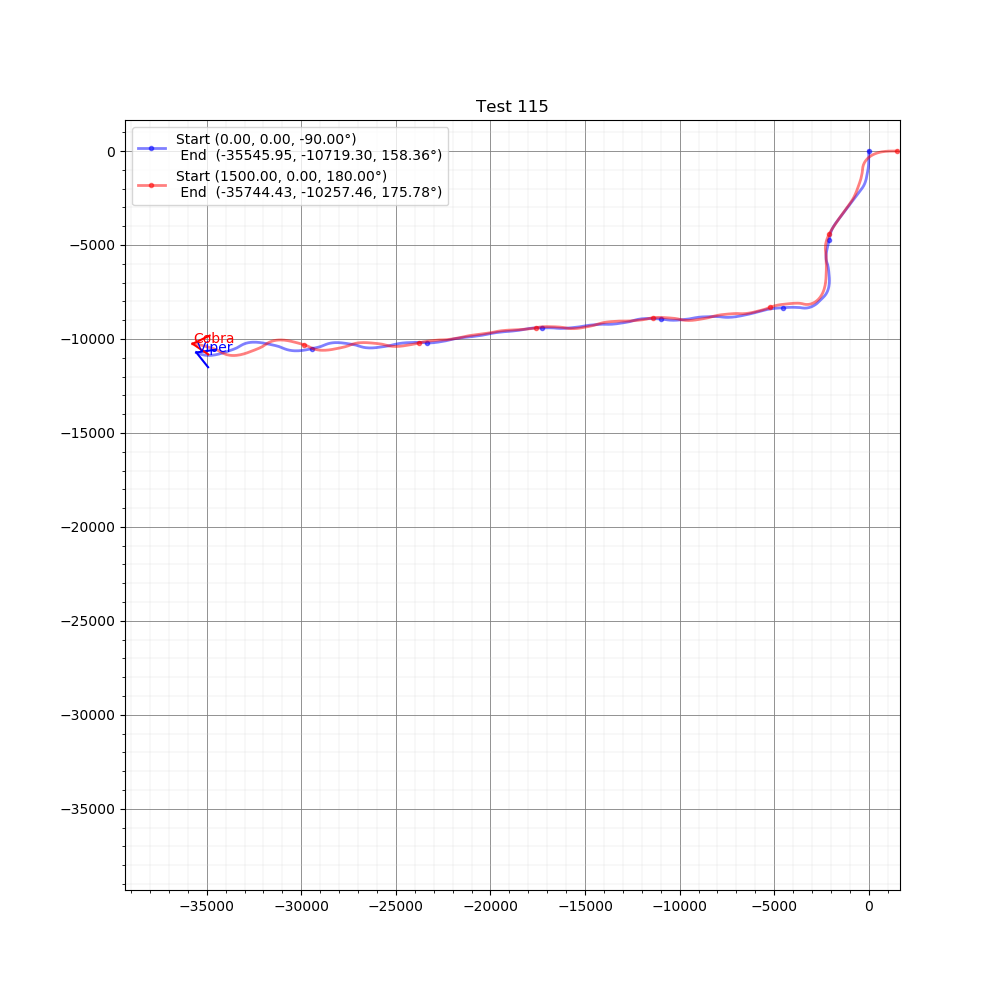 Test 115
Start (0.00, 0.00, -90.00°)
End  (-35545.95, -10719.30, 158.36°)
Start (1500.00, 0.00, 180.00°)
End  (-35744.43, -10257.46, 175.78°)
0
−5000
−10000
−15000
−20000
−25000
−30000
−35000
Cobra
Viper
−35000 −30000 −25000 −20000 −15000 −10000 −5000 0